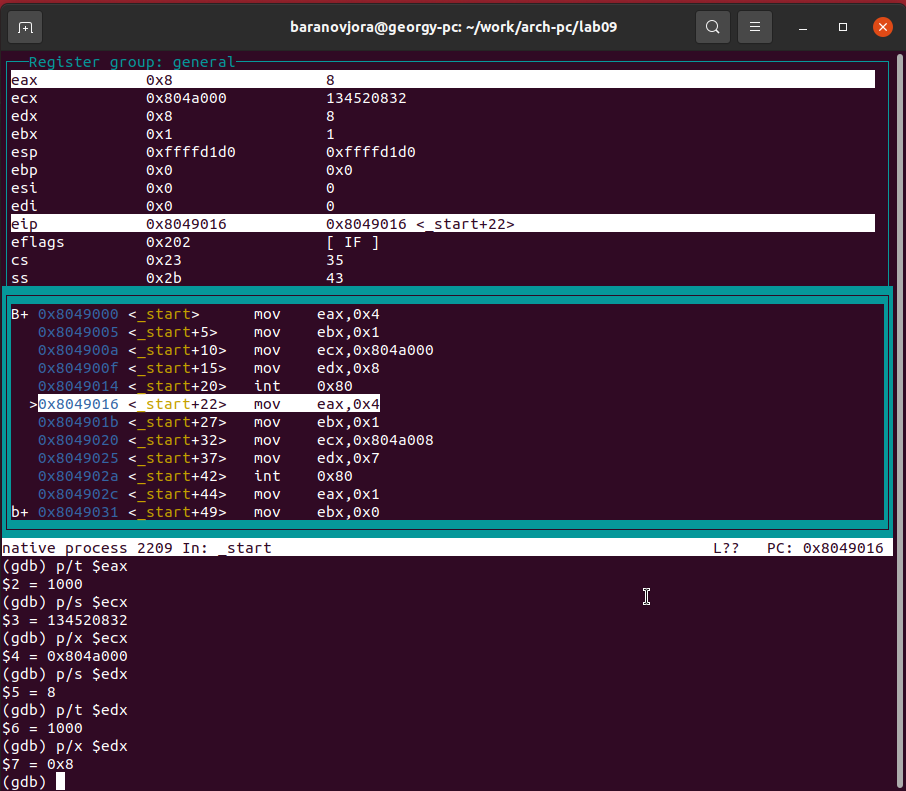 baranovjora@georgy-pc: ~/work/arch-pc/lab09
Register group: general
eax 0x8 8
ecx 0x804a000 134520832
edx 0x8 8
ebx 0x1 1
esp 0xffffd1d0 0xffffd1d0
ebp 0x0 0x0
esi 0x0 0
edi 0x0 0
eip 0x8049016 0x8049016 <_start+22>
eflags 0x202 [ IF ]
cs 0x23 35
ss 0x2b 43
B+ 0x8049000 <_start> mov eax,0x4
0x8049005 <_start+5> mov ebx,0x1
0x804900a <_start+10> mov ecx,0x804a000
0x804900f <_start+15> mov edx,0x8
0x8049014 <_start+20> int 0x80
>0x8049016 <_start+22> mov eax,0x4
0x804901b <_start+27> mov ebx,0x1
0x8049020 <_start+32> mov ecx,0x804a008
0x8049025 <_start+37> mov edx,0x7
0x804902a <_start+42> int 0x80
0x804902c <_start+44> mov eax,0x1
b+ 0x8049031 <_start+49> mov ebx,0x0
native process 2209 In: _start L?? PC: 0x8049016
(gdb) p/t $eax
$2 = 1000
(gdb) p/s $ecx
$3 = 134520832
(gdb) p/x $ecx
$4 = 0x804a000
(gdb) p/s $edx
$5 = 8
(gdb) p/t $edx
$6 = 1000
(gdb) p/x $edx
$7 = 0x8
(gdb)